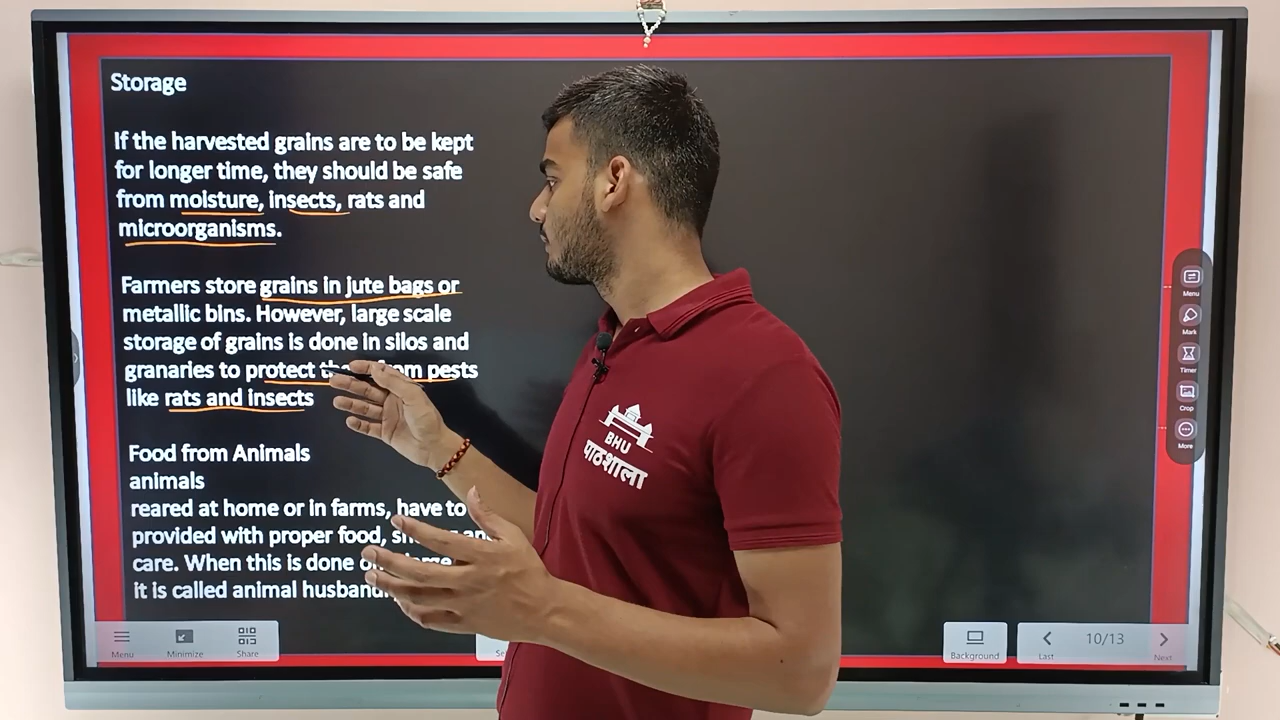 Storage
If the harvested grains are to be kept
for longer time, they should be safe
from moisture, insects, rats and
microorganisms.
Farmers store grains in jute bags or
metallic bins. However, large scale
storage of grains is done in silos and
granaries to protect from pests
like rats and insects
Food from Animals
animals
reared at home or in farms, have to
provided with proper food,
care. When this is done
it is called animal
BHU
पाठशाला
Menu
Mark
Timer
Crop
More
Menu
Minimize
Share
Background
Last
10/13
Next